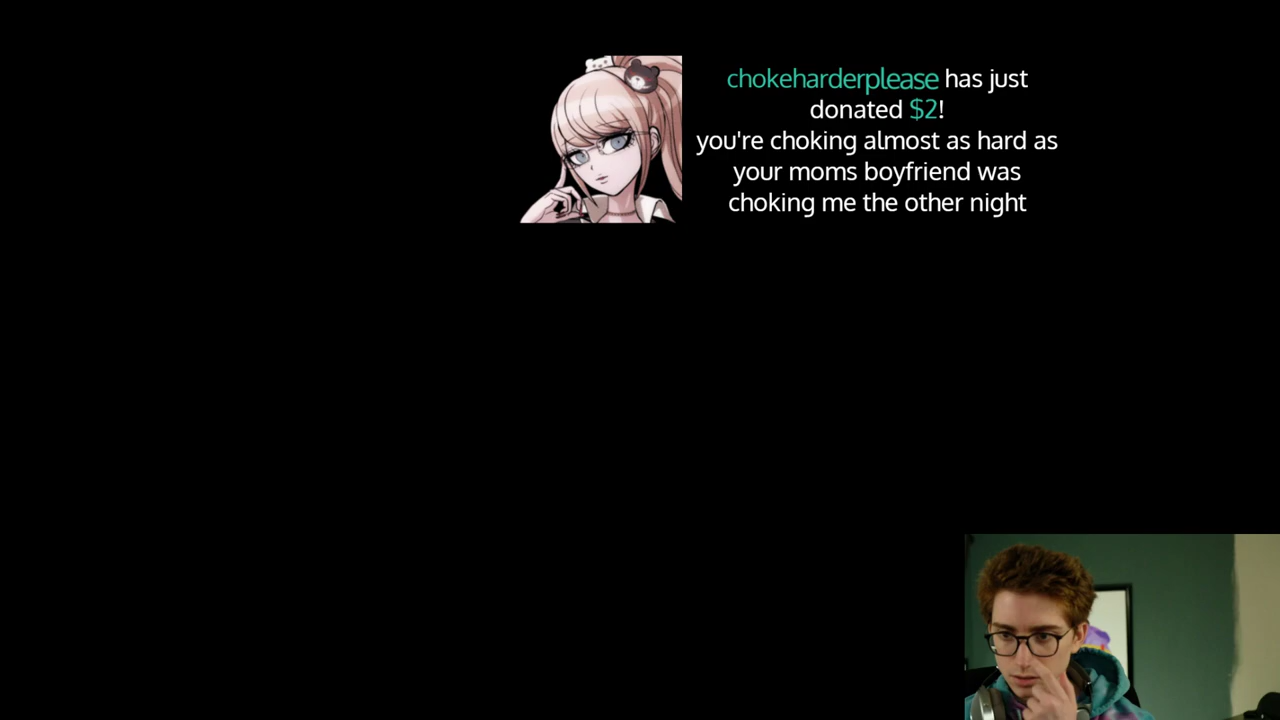 chokeharderplease has just
donated $2!
you're choking almost as hard as
your moms boyfriend was
choking me the other night